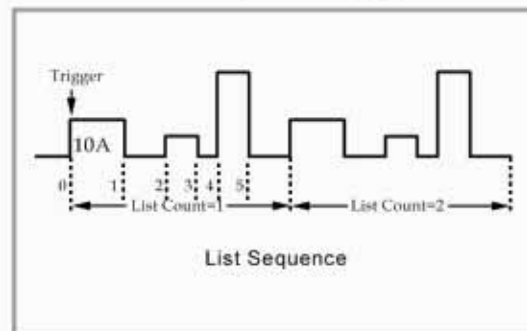 Trigger
10A
0 1 2 3 4 5
List Count=1 List Count=2
List Sequence